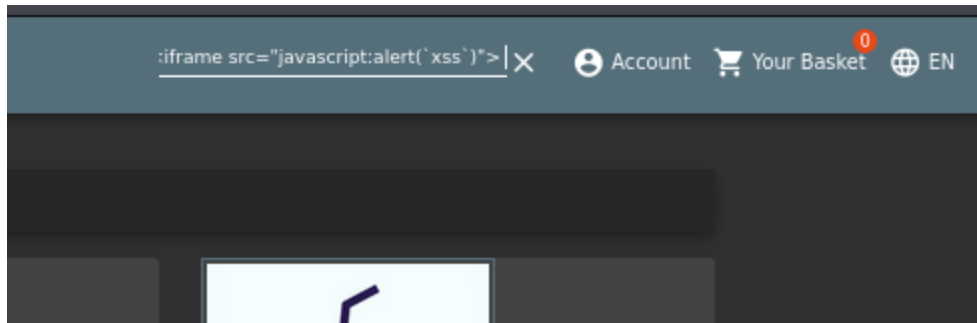 :iframe src="javascript:alert(`xss`)">
Account
Your Basket
0
EN